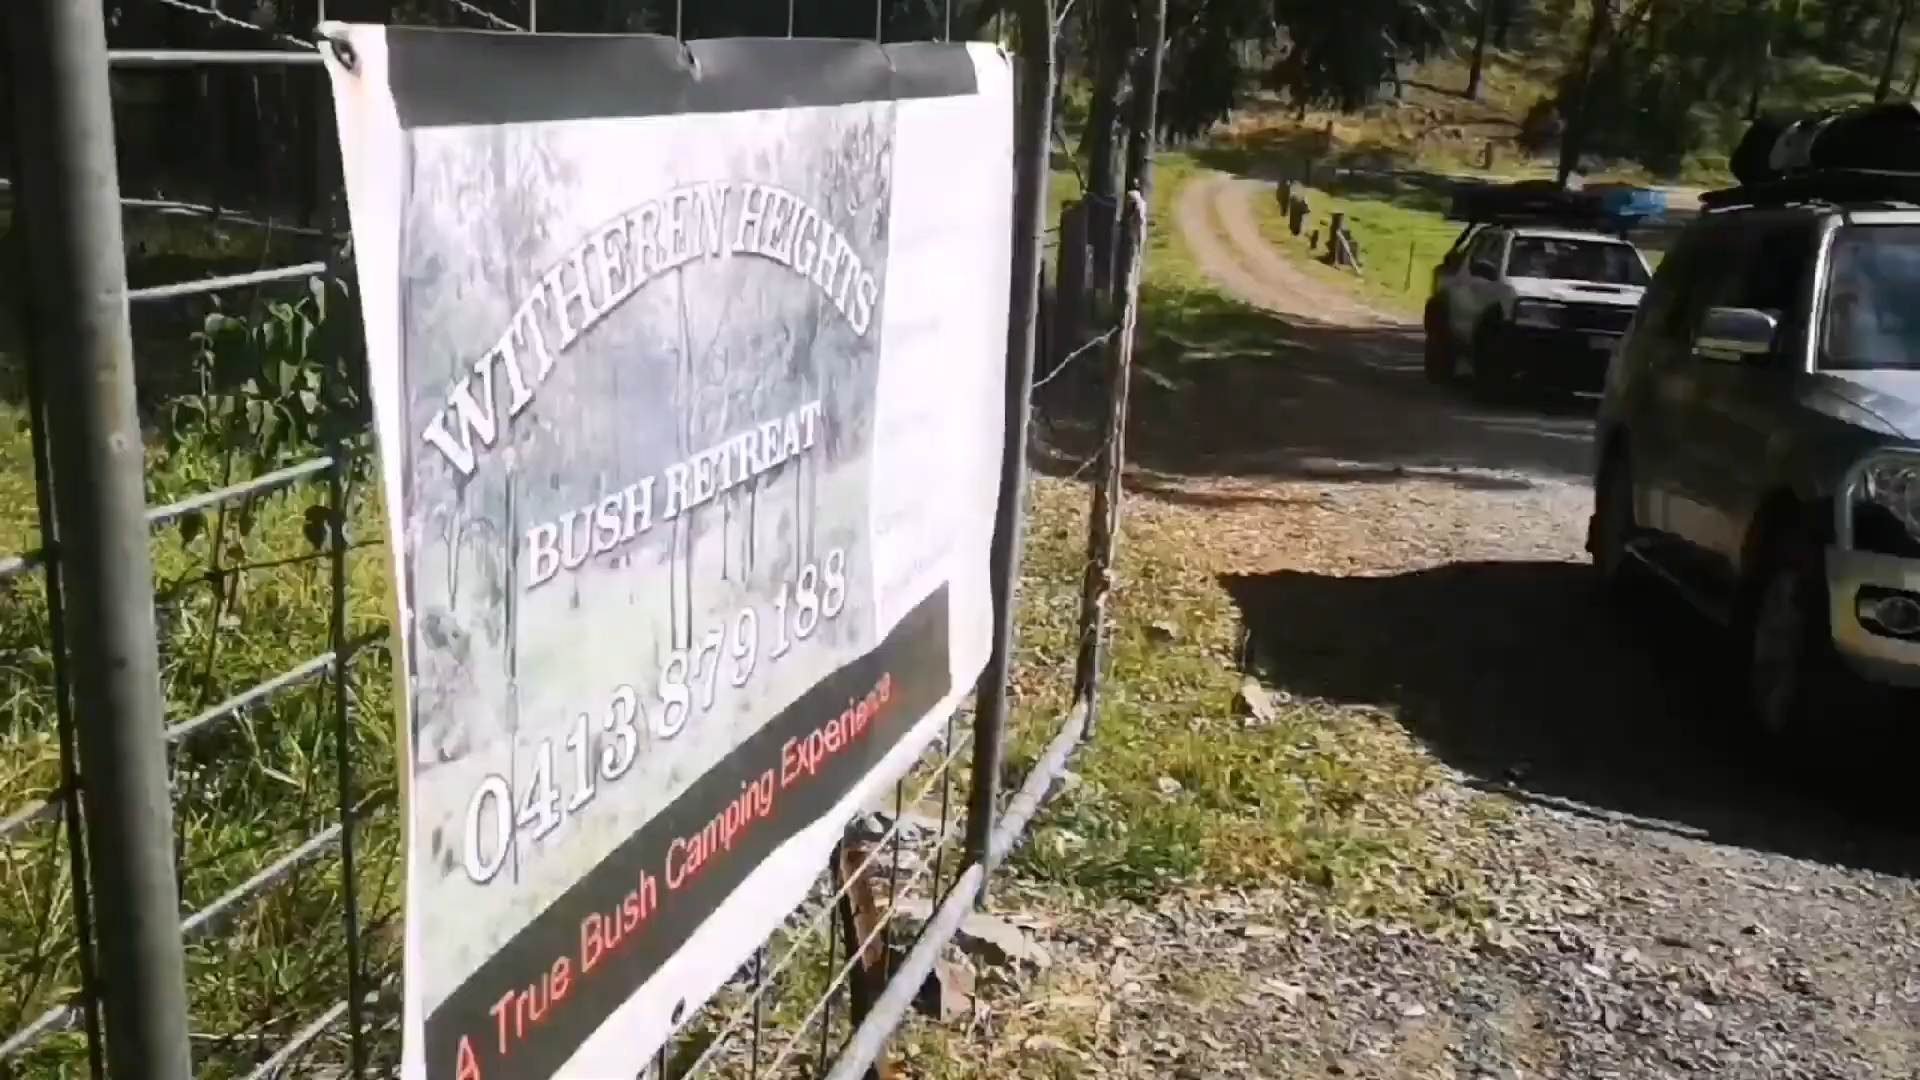 WITHEREN HEIGHTS
BUSH RETREAT
0413 879 188
A True Bush Camping Experience